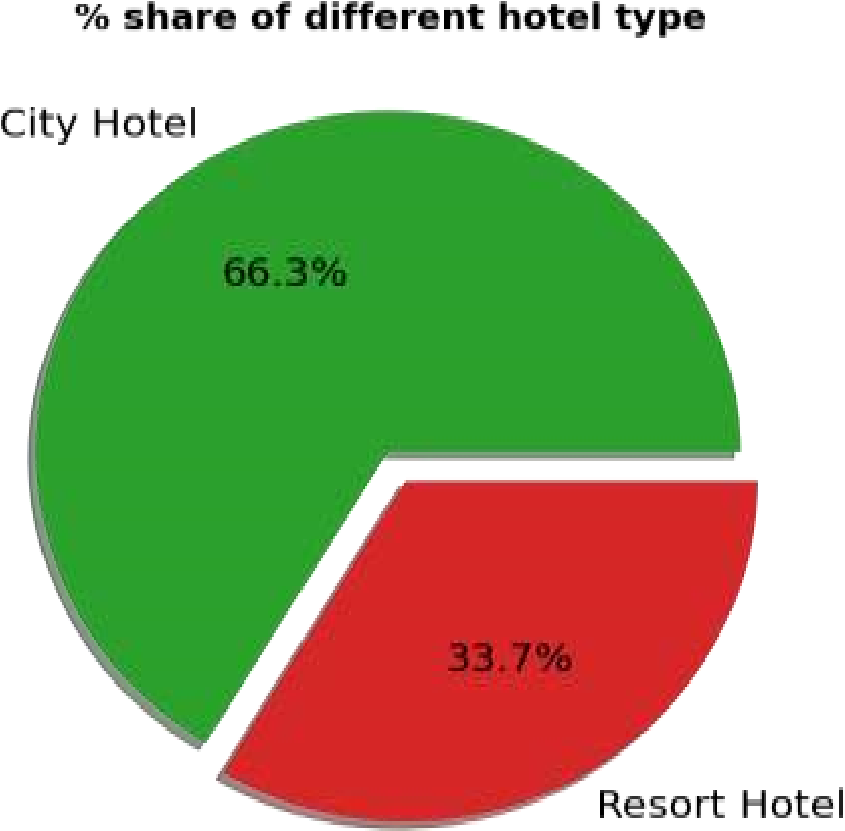 % share of different hotel type
City Hotel
66.3%
33.7%
Resort Hotel